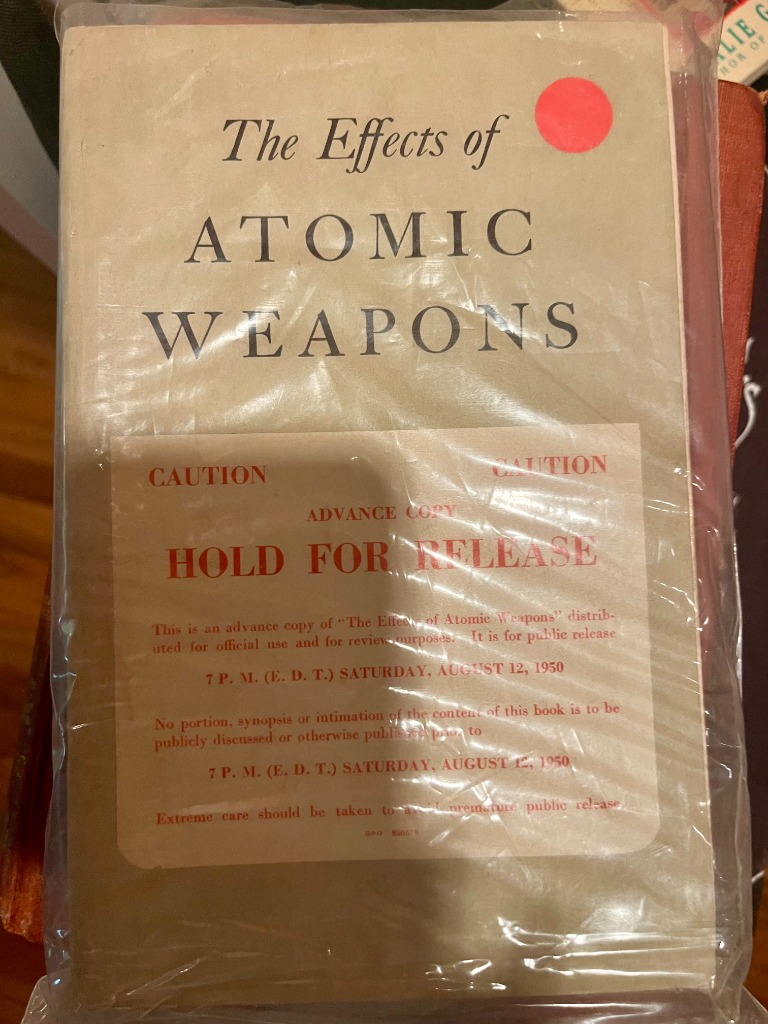 LIE G
HOR OF
The Effects of
ATOMIC
WEAPONS
CAUTION CAUTION
ADVANCE COPY
HOLD FOR RELEASE
This is an advance copy of "The Effects of Atomic Weapons" distrib-
uted for official use and for review purposes. It is for public release
7 P. M. (E. D. T.) SATURDAY, AUGUST 12, 1950
No portion, synopsis or intimation of the content of this book is to be
publicly discussed or otherwise published prior to
7 P. M. (E. D. T.) SATURDAY, AUGUST 12, 1950
Extreme care should be taken to avoid premature public release
GPO